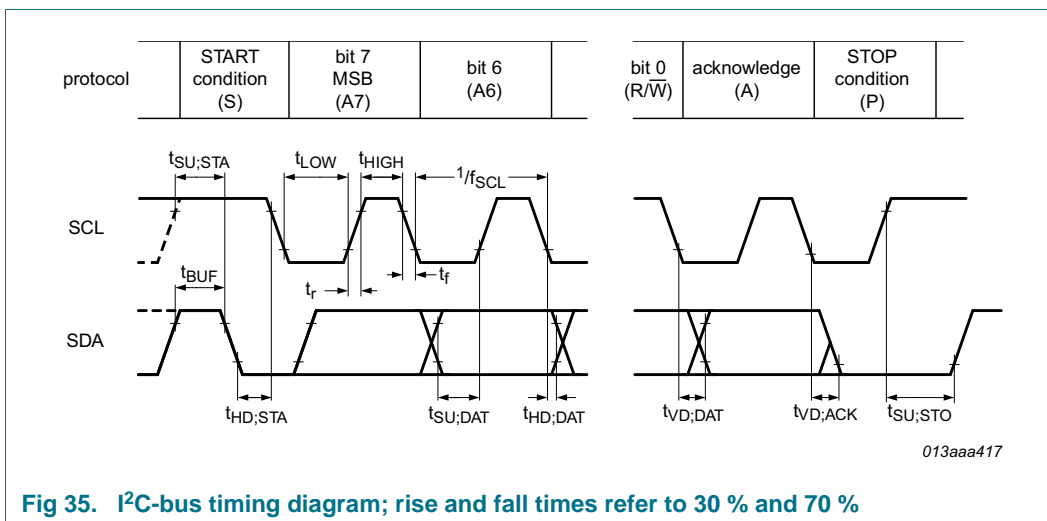 protocol
START
condition
(S)
bit 7
MSB
(A7)
bit 6
(A6)
bit 0
(R/W̅)
acknowledge
(A)
STOP
condition
(P)
tSU;STA
tLOW
tHIGH
1/fSCL
SCL
tBUF
tr
tf
SDA
tHD;STA
tSU;DAT
tHD;DAT
tVD;DAT
tVD;ACK
tSU;STO
013aaa417
Fig 35. I²C-bus timing diagram; rise and fall times refer to 30 % and 70 %